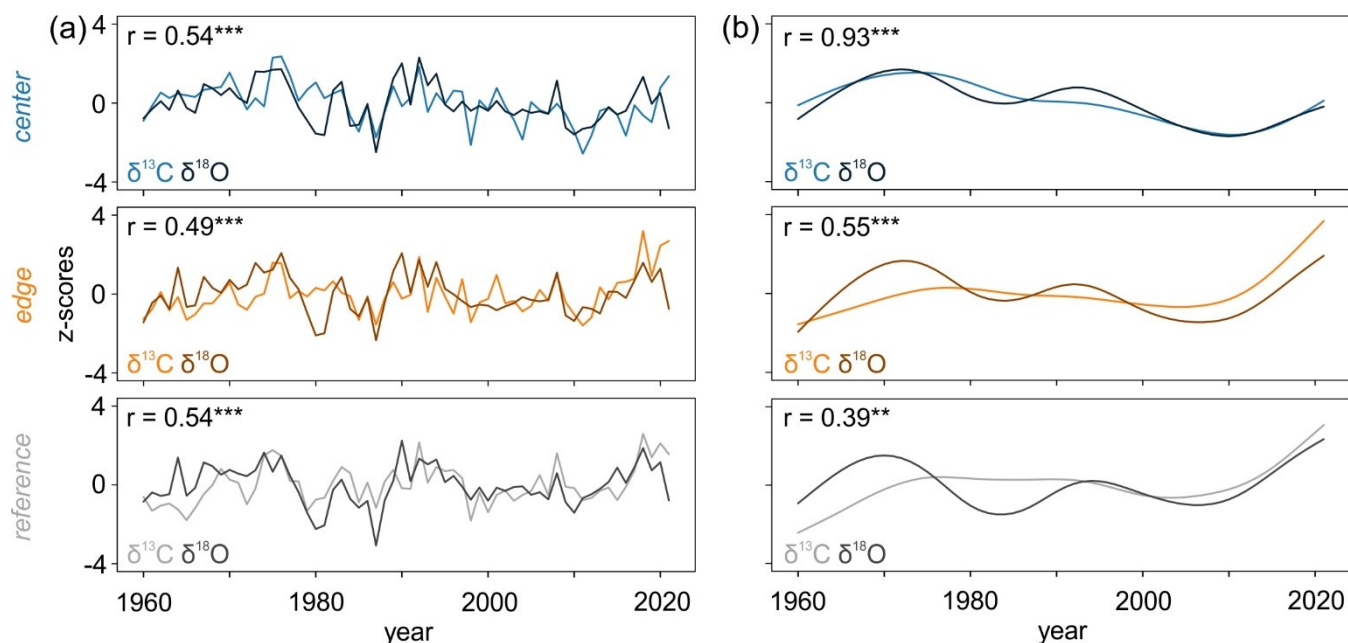 (a)
4
r = 0.54***
center
0
δ¹³C δ¹⁸O
-4
4
r = 0.49***
edge
z-scores
0
δ¹³C δ¹⁸O
-4
4
r = 0.54***
reference
0
δ¹³C δ¹⁸O
-4
1960 1980 2000 2020
year
(b)
r = 0.93***
δ¹³C δ¹⁸O
r = 0.55***
δ¹³C δ¹⁸O
r = 0.39**
δ¹³C δ¹⁸O
1960 1980 2000 2020
year